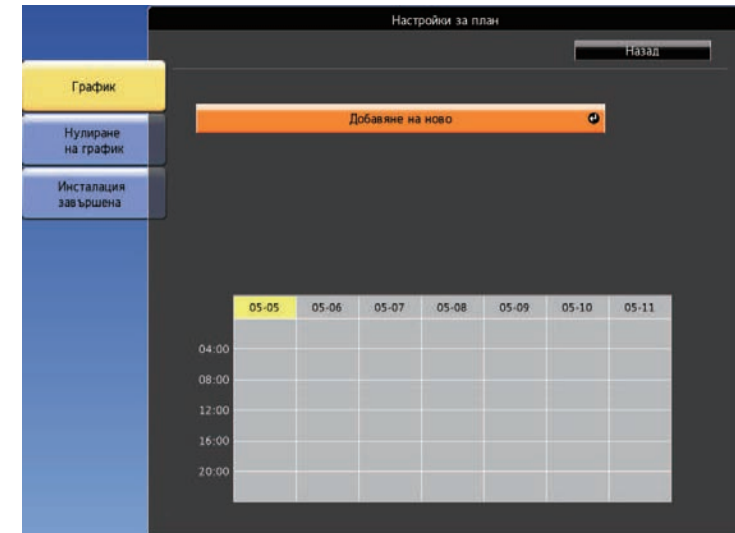 Настройки за план
Назад
График
Добавяне на ново
Нулиране
на график
Инсталация
завършена
05-05 05-06 05-07 05-08 05-09 05-10 05-11
04:00
08:00
12:00
16:00
20:00